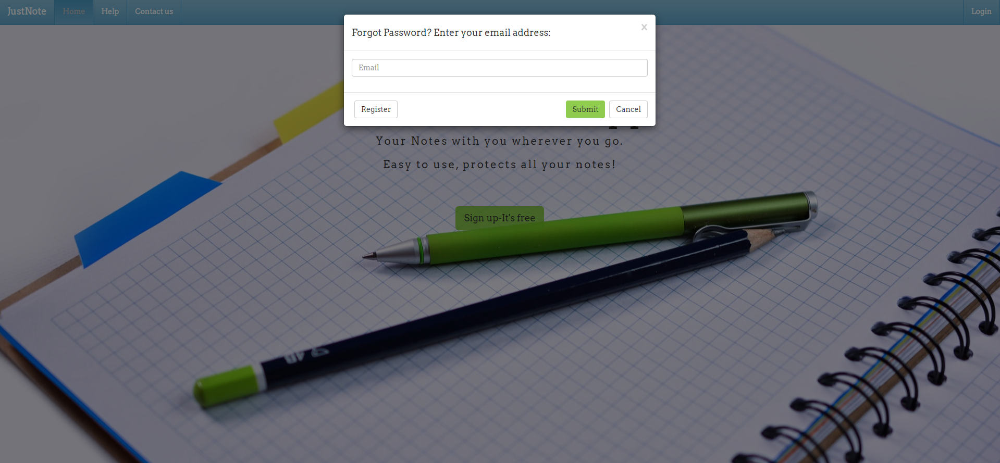 JustNote Home Help Contact us Login
Forgot Password? Enter your email address: ×
Email
Register Submit Cancel
Your Notes with you wherever you go.
Easy to use, protects all your notes!
Sign up-It's free
4B